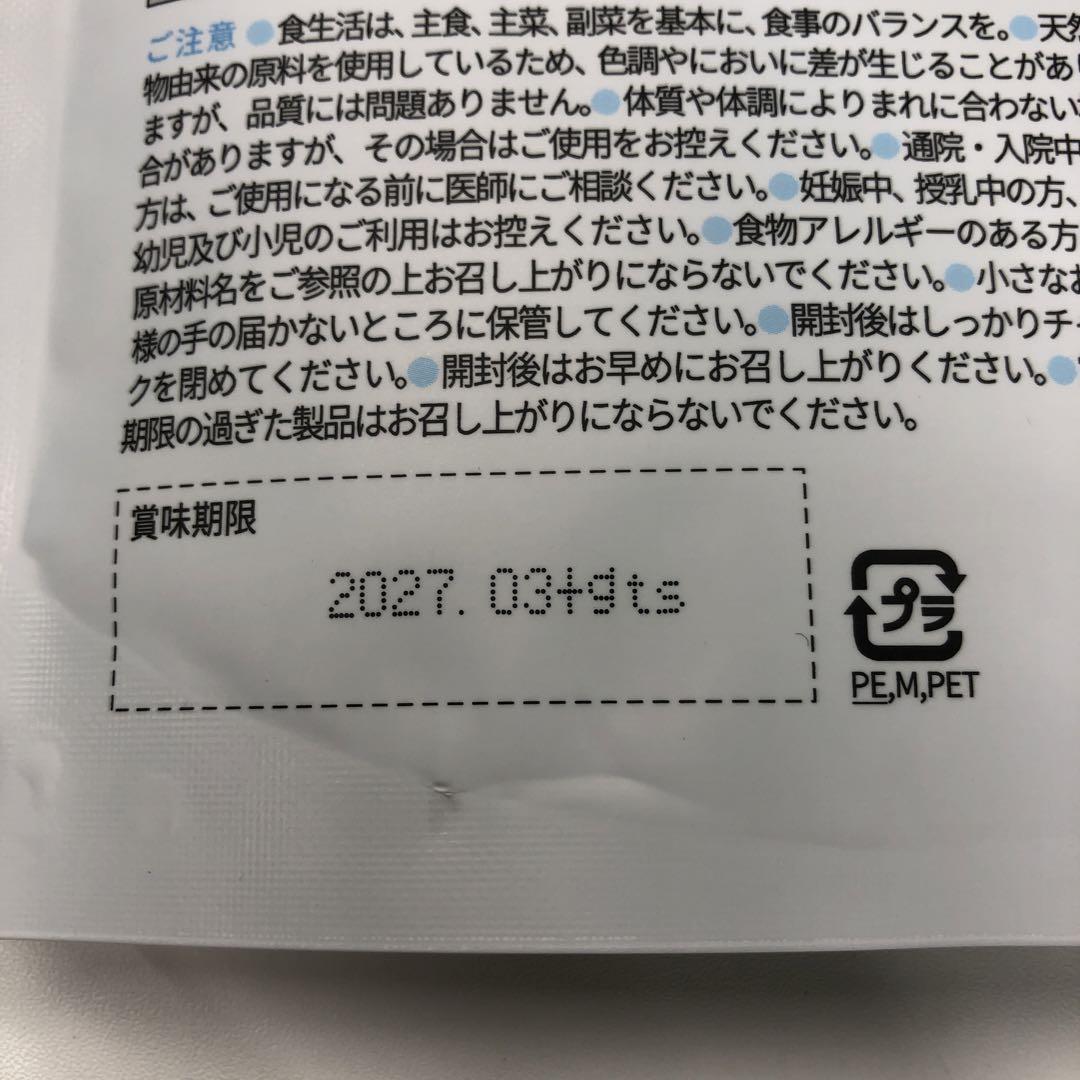 ご注意 ●食生活は、主食、主菜、副菜を基本に、食事のバランスを。●天然
物由来の原料を使用しているため、色調やにおいに差が生じることがあり
ますが、品質には問題ありません。●体質や体調によりまれに合わない
合がありますが、その場合はご使用をお控えください。●通院・入院中
方は、ご使用になる前に医師にご相談ください。●妊娠中、授乳中の方、
幼児及び小児のご利用はお控えください。●食物アレルギーのある方
原材料名をご参照の上お召し上がりにならないでください。●小さなお
様の手の届かないところに保管してください。●開封後はしっかりチ
クを閉めてください。●開封後はお早めにお召し上がりください。●
期限の過ぎた製品はお召し上がりにならないでください。
賞味期限
2027.03+gts
プラ
PE,M,PET